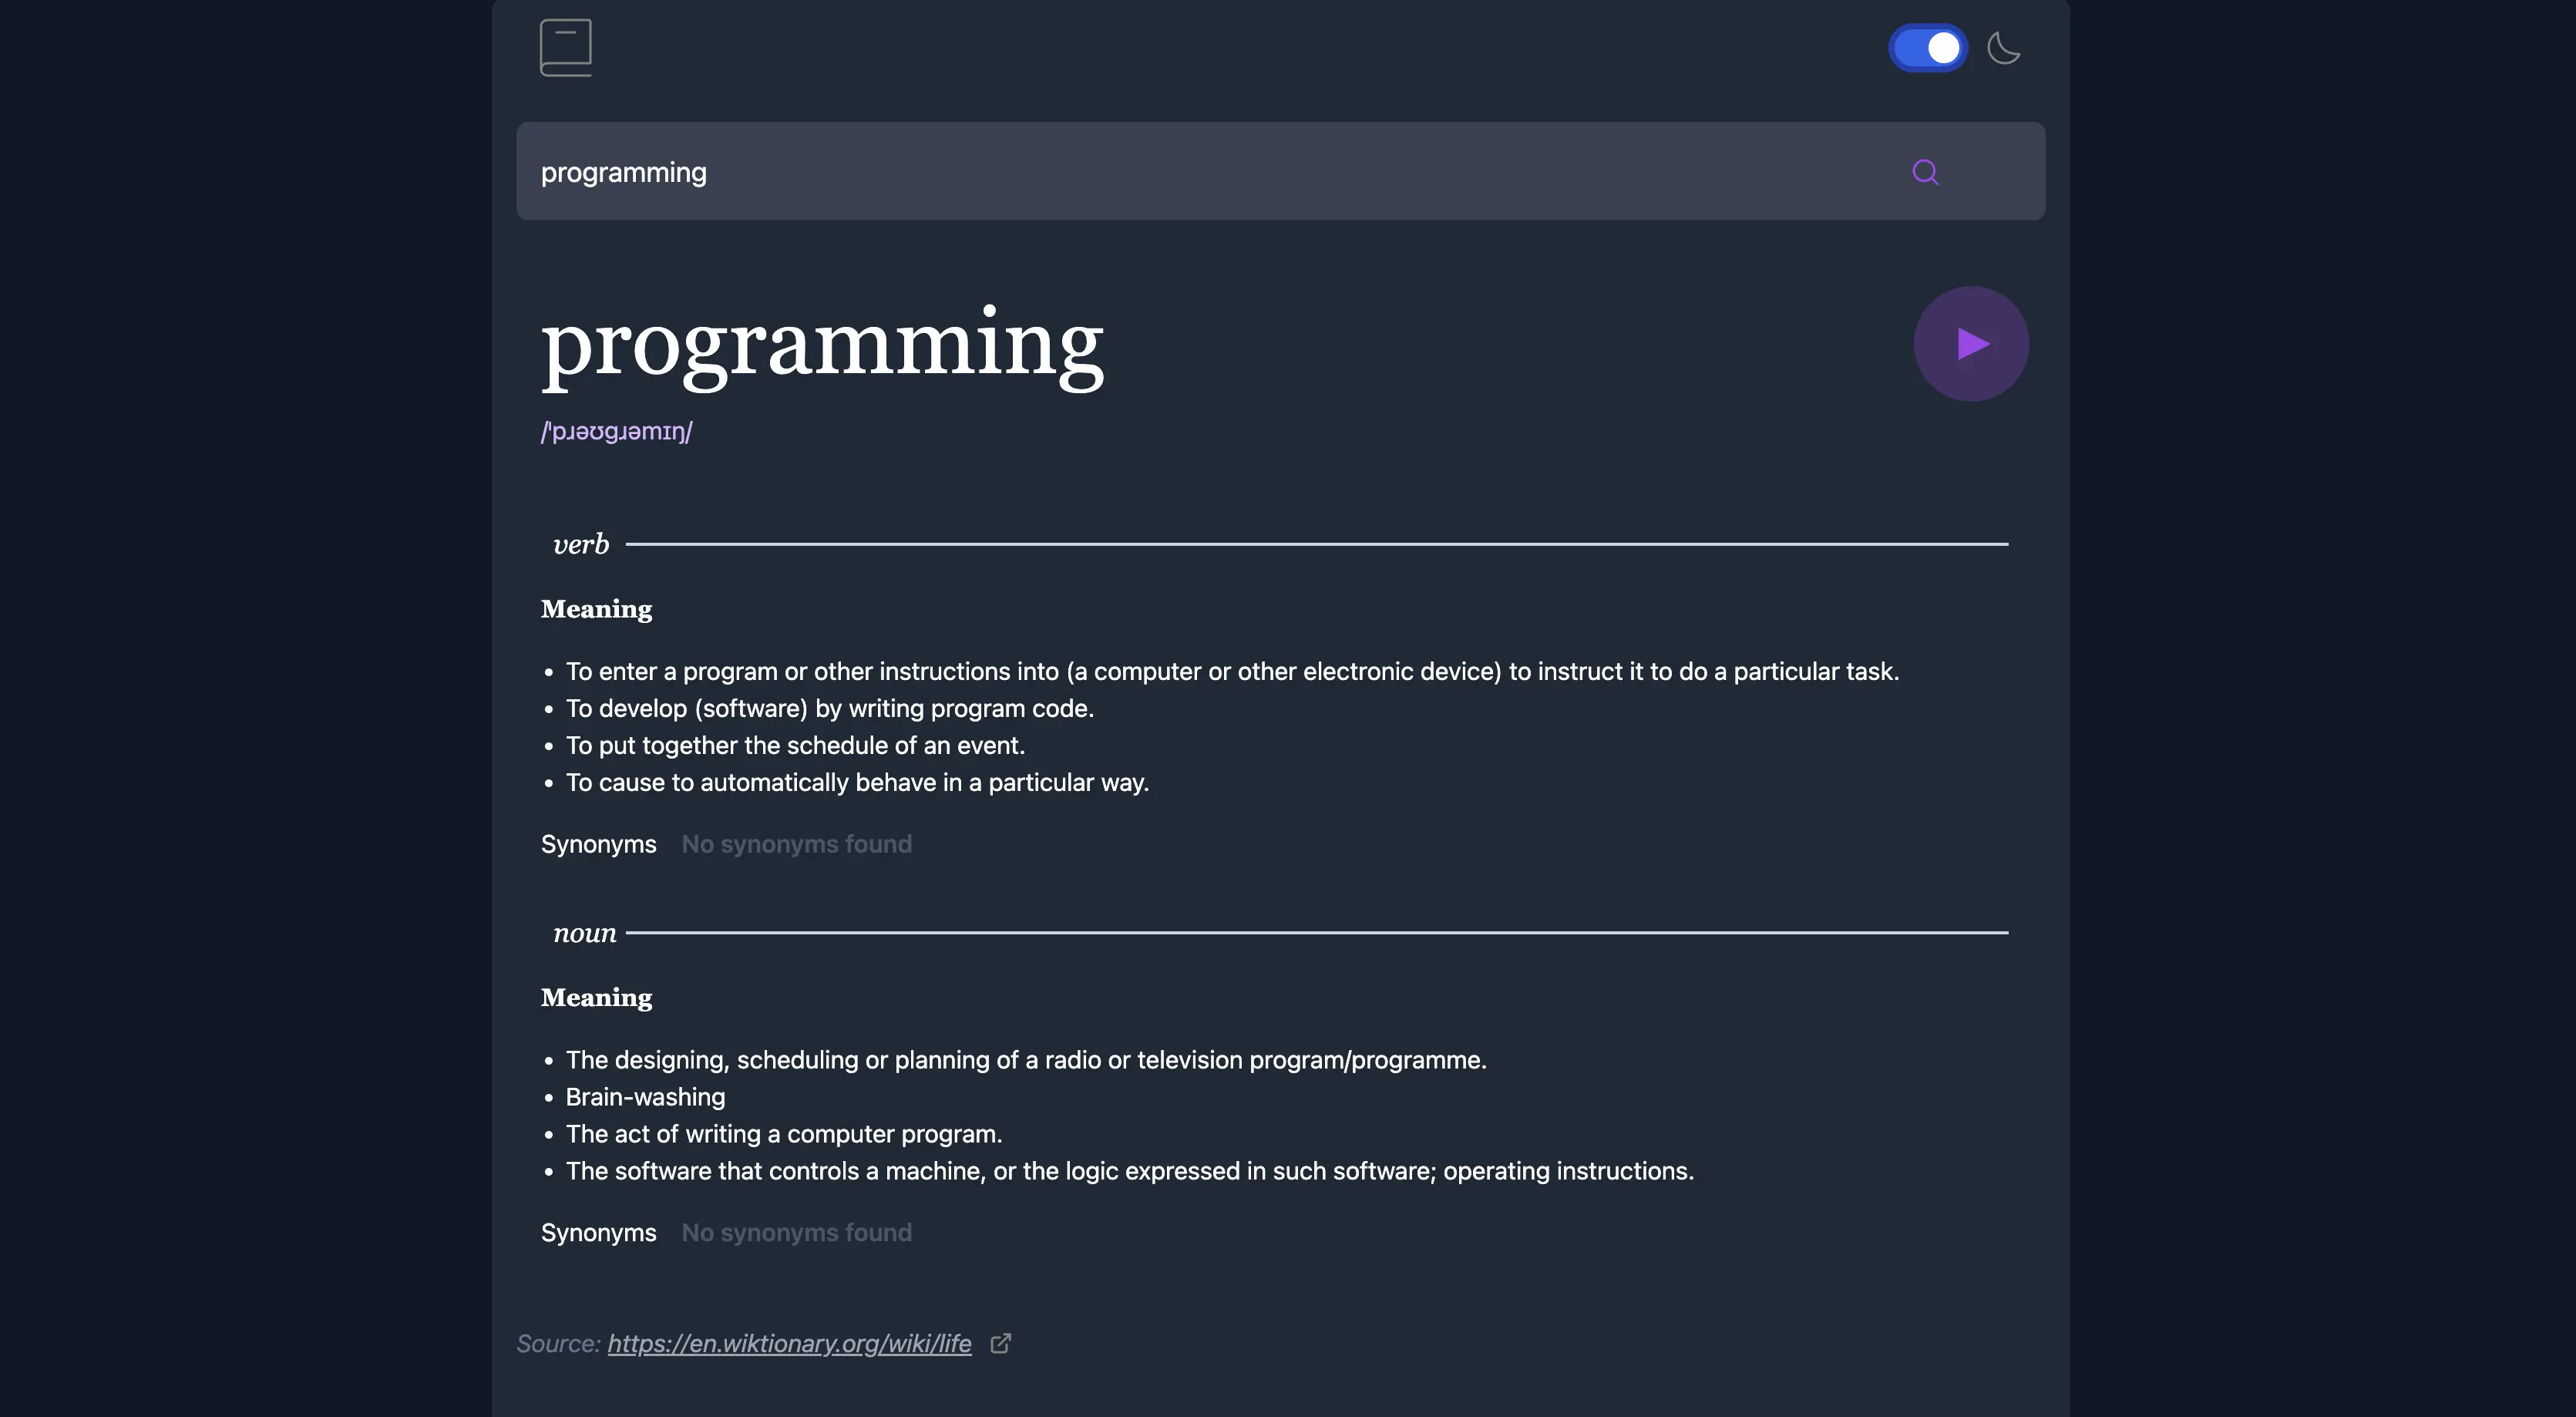 programming
programming
/ˈpɹəʊɡɹəmɪŋ/
verb
Meaning
• To enter a program or other instructions into (a computer or other electronic device) to instruct it to do a particular task.
• To develop (software) by writing program code.
• To put together the schedule of an event.
• To cause to automatically behave in a particular way.
Synonyms No synonyms found
noun
Meaning
• The designing, scheduling or planning of a radio or television program/programme.
• Brain-washing
• The act of writing a computer program.
• The software that controls a machine, or the logic expressed in such software; operating instructions.
Synonyms No synonyms found
Source: https://en.wiktionary.org/wiki/life